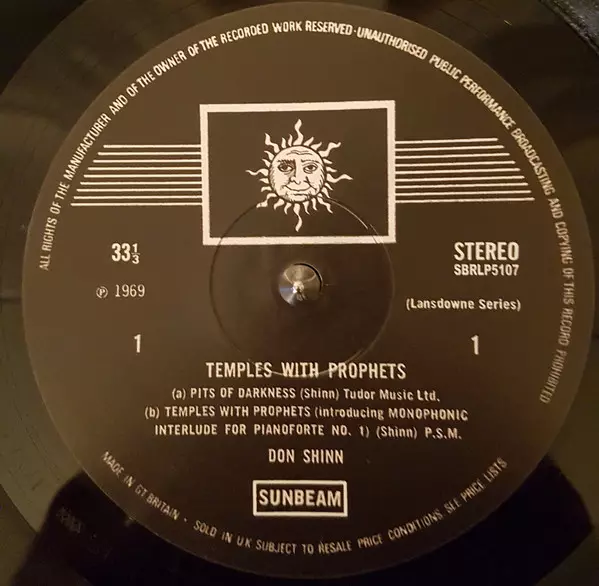 ALL RIGHTS OF THE MANUFACTURER AND OF THE OWNER OF THE RECORDED WORK RESERVED·UNAUTHORISED PUBLIC PERFORMANCE BROADCASTING AND COPYING OF THIS RECORD PROHIBITED
33⅓
STEREO
SBRLP5107
℗ 1969
(Lansdowne Series)
1
1
TEMPLES WITH PROPHETS
(a) PITS OF DARKNESS (Shinn) Tudor Music Ltd.
(b) TEMPLES WITH PROPHETS (introducing MONOPHONIC
INTERLUDE FOR PIANOFORTE NO. 1) (Shinn) P.S.M.
DON SHINN
SUNBEAM
MADE IN GT. BRITAIN · SOLD IN U.K. SUBJECT TO RESALE PRICE CONDITIONS. SEE PRICE LISTS